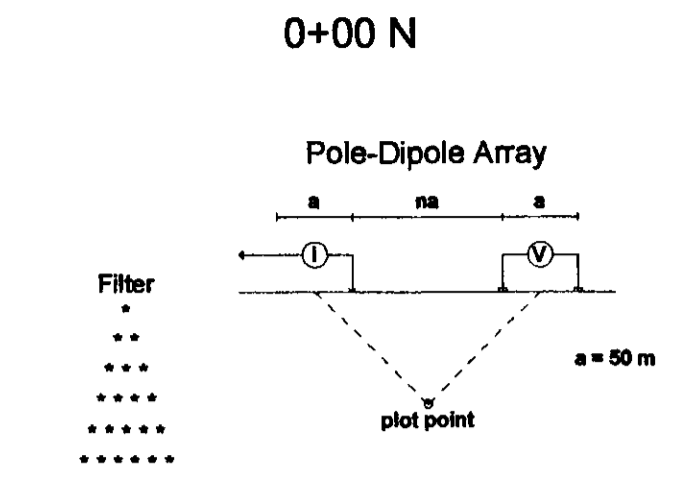 0+00 N
Pole-Dipole Array
a na a
I V
Filter
*
* *
* * *
* * * *
* * * * *
* * * * * *
a = 50 m
plot point